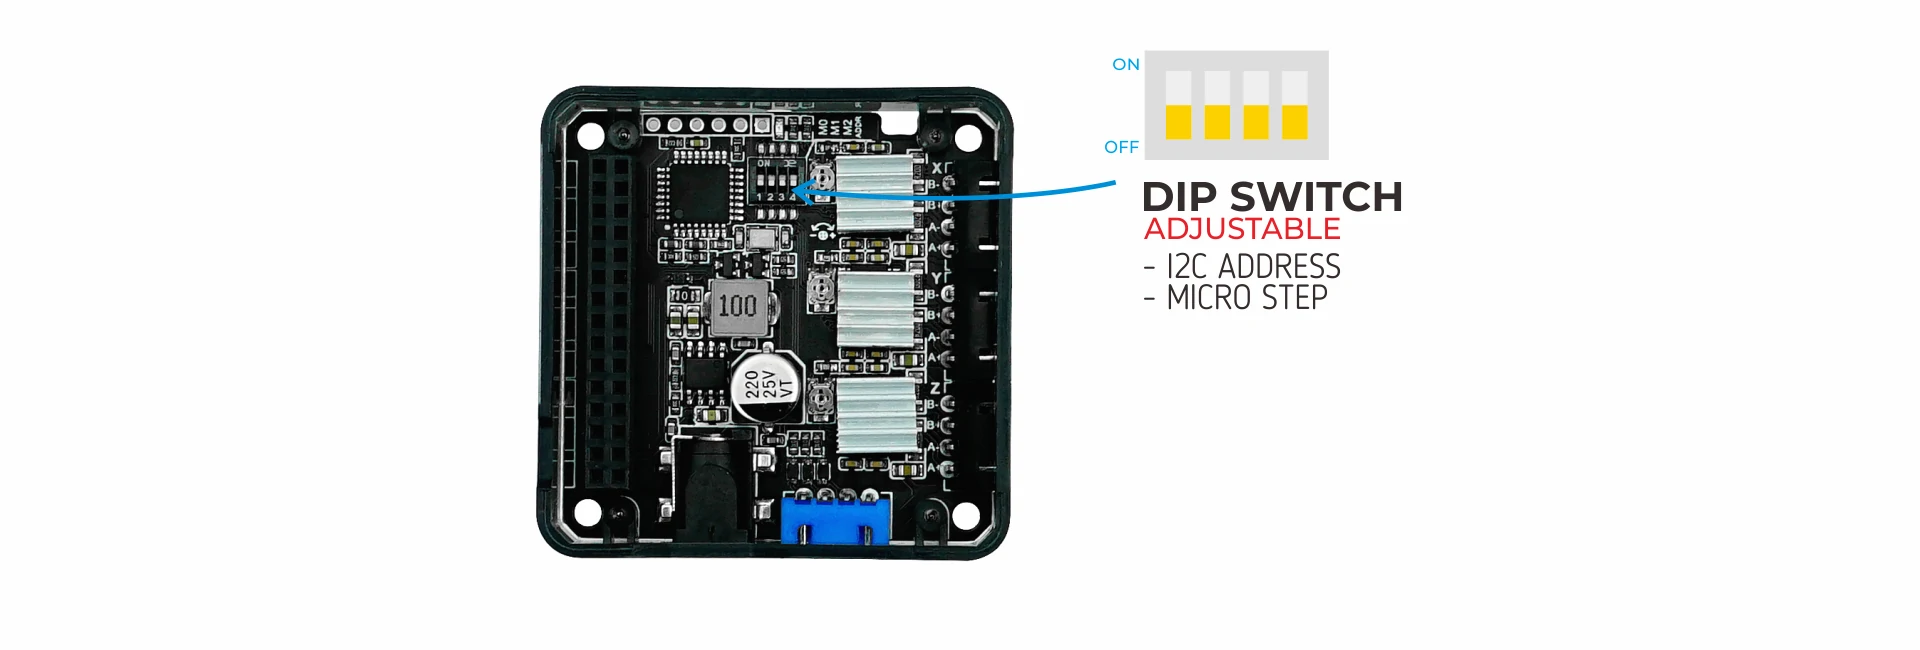 ON
OFF
DIP SWITCH
ADJUSTABLE
- I2C ADDRESS
- MICRO STEP
M0
M1
M2
ADDR
ON
1 2 3 4
X
B-
B+
A-
A+
Y
B-
B+
A-
A+
Z
B-
B+
A-
A+
100
220
25V
VT